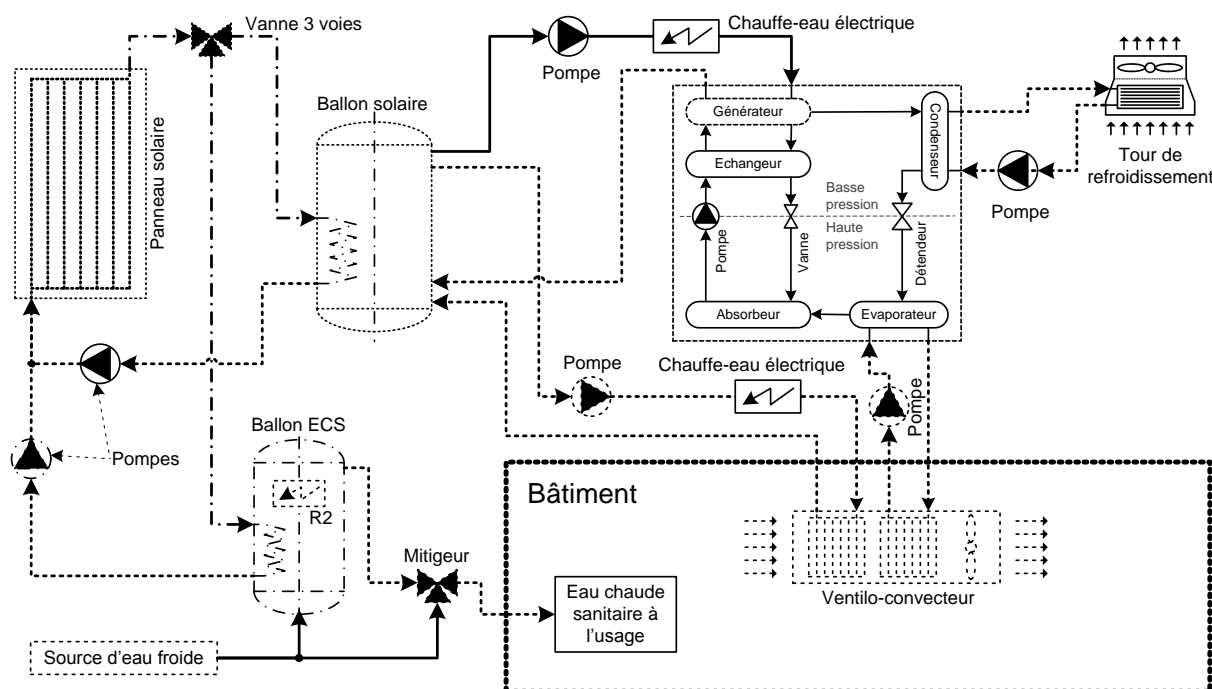 Vanne 3 voies
Chauffe-eau électrique
Pompe
Ballon solaire
Panneau solaire
Générateur
Condenseur
Echangeur
Basse
pression
Haute
pression
Pompe
Vanne
Détendeur
Absorbeur
Evaporateur
Tour de
refroidissement
Pompe
Pompe
Chauffe-eau électrique
Pompe
Ballon ECS
Pompes
R2
Bâtiment
Mitigeur
Ventilo-convecteur
Eau chaude
sanitaire à
l’usage
Source d’eau froide